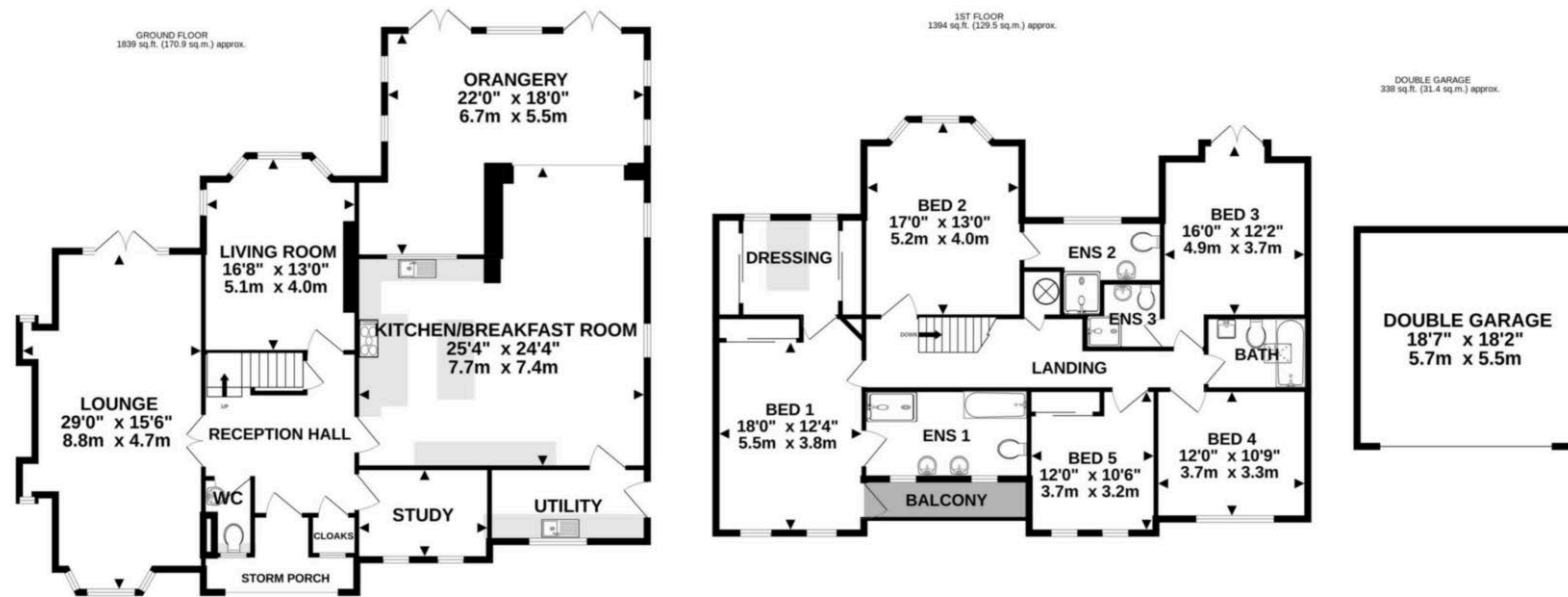 GROUND FLOOR
1839 sq.ft. (170.9 sq.m.) approx.
ORANGERY
22'0" x 18'0"
6.7m x 5.5m
LIVING ROOM
16'8" x 13'0"
5.1m x 4.0m
KITCHEN/BREAKFAST ROOM
25'4" x 24'4"
7.7m x 7.4m
LOUNGE
29'0" x 15'6"
8.8m x 4.7m
UP
RECEPTION HALL
WC
CLOAKS
STUDY
UTILITY
STORM PORCH
1ST FLOOR
1394 sq.ft. (129.5 sq.m.) approx.
BED 2
17'0" x 13'0"
5.2m x 4.0m
BED 3
16'0" x 12'2"
4.9m x 3.7m
DRESSING
ENS 2
ENS 3
DOWN
LANDING
BATH
BED 1
18'0" x 12'4"
5.5m x 3.8m
ENS 1
BED 5
12'0" x 10'6"
3.7m x 3.2m
BED 4
12'0" x 10'9"
3.7m x 3.3m
BALCONY
DOUBLE GARAGE
338 sq.ft. (31.4 sq.m.) approx.
DOUBLE GARAGE
18'7" x 18'2"
5.7m x 5.5m